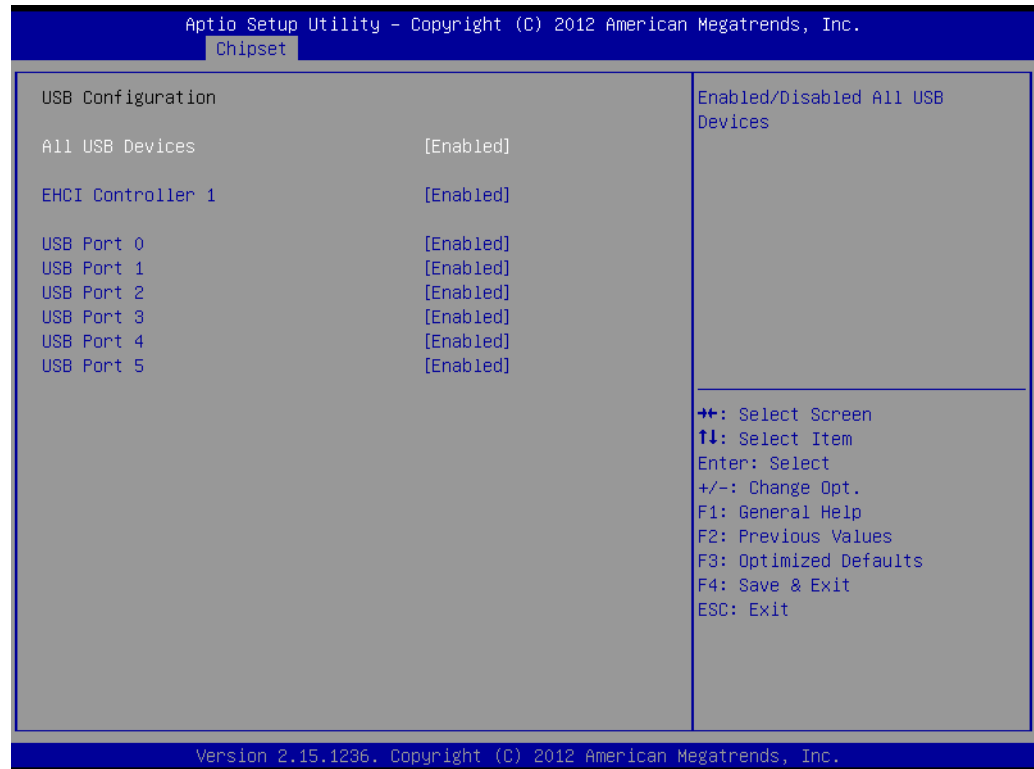 Aptio Setup Utility – Copyright (C) 2012 American Megatrends, Inc.
Chipset
USB Configuration
All USB Devices [Enabled]
EHCI Controller 1 [Enabled]
USB Port 0 [Enabled]
USB Port 1 [Enabled]
USB Port 2 [Enabled]
USB Port 3 [Enabled]
USB Port 4 [Enabled]
USB Port 5 [Enabled]
Enabled/Disabled All USB
Devices
→←: Select Screen
↑↓: Select Item
Enter: Select
+/-: Change Opt.
F1: General Help
F2: Previous Values
F3: Optimized Defaults
F4: Save & Exit
ESC: Exit
Version 2.15.1236. Copyright (C) 2012 American Megatrends, Inc.